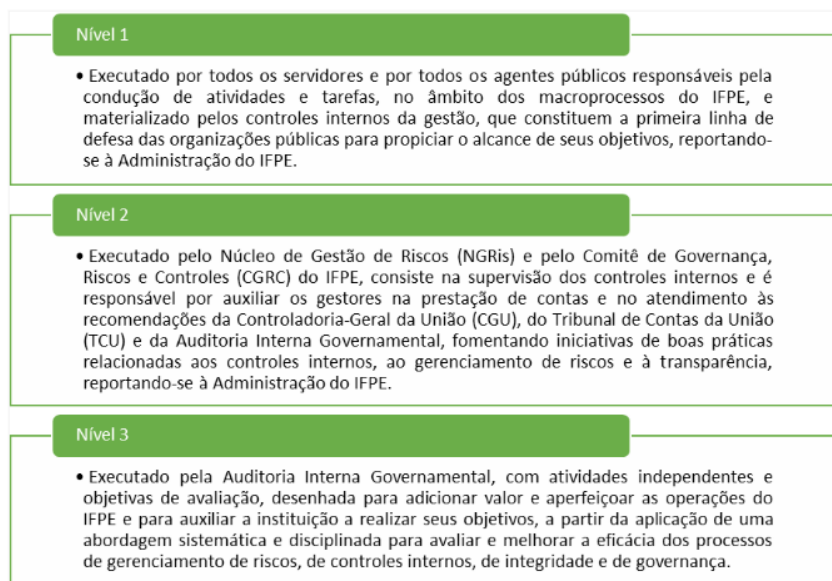 Nível 1
• Executado por todos os servidores e por todos os agentes públicos responsáveis pela
condução de atividades e tarefas, no âmbito dos macroprocessos do IFPE, e
materializado pelos controles internos da gestão, que constituem a primeira linha de
defesa das organizações públicas para propiciar o alcance de seus objetivos, reportando-
se à Administração do IFPE.
Nível 2
• Executado pelo Núcleo de Gestão de Riscos (NGRis) e pelo Comitê de Governança,
Riscos e Controles (CGRC) do IFPE, consiste na supervisão dos controles internos e é
responsável por auxiliar os gestores na prestação de contas e no atendimento às
recomendações da Controladoria-Geral da União (CGU), do Tribunal de Contas da União
(TCU) e da Auditoria Interna Governamental, fomentando iniciativas de boas práticas
relacionadas aos controles internos, ao gerenciamento de riscos e à transparência,
reportando-se à Administração do IFPE.
Nível 3
• Executado pela Auditoria Interna Governamental, com atividades independentes e
objetivas de avaliação, desenhada para adicionar valor e aperfeiçoar as operações do
IFPE e para auxiliar a instituição a realizar seus objetivos, a partir da aplicação de uma
abordagem sistemática e disciplinada para avaliar e melhorar a eficácia dos processos
de gerenciamento de riscos, de controles internos, de integridade e de governança.